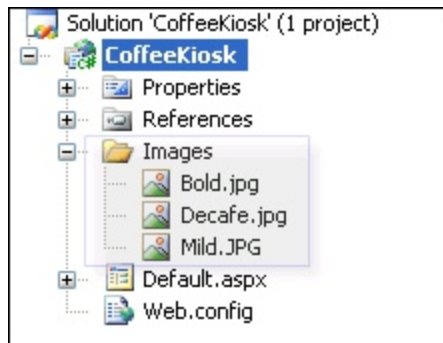 Solution 'CoffeeKiosk' (1 project)
CoffeeKiosk
Properties
References
Images
Bold.jpg
Decafe.jpg
Mild.JPG
Default.aspx
Web.config